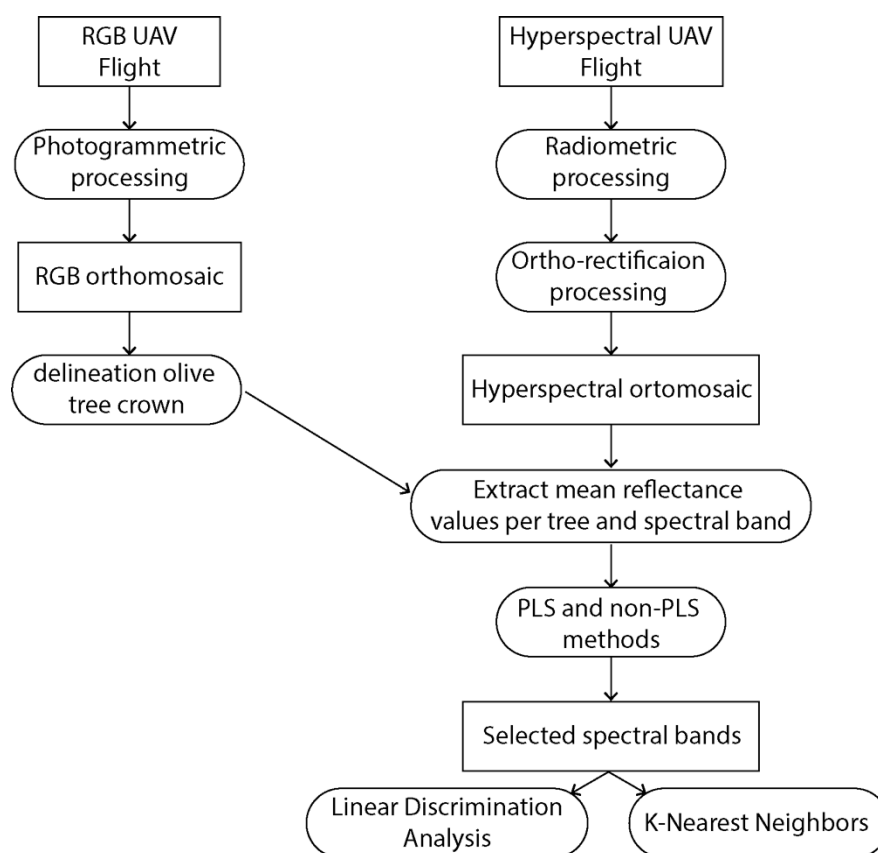 RGB UAV
Flight
Photogrammetric
processing
RGB orthomosaic
delineation olive
tree crown
Hyperspectral UAV
Flight
Radiometric
processing
Ortho-rectificaion
processing
Hyperspectral ortomosaic
Extract mean reflectance
values per tree and spectral band
PLS and non-PLS
methods
Selected spectral bands
Linear Discrimination
Analysis
K-Nearest Neighbors